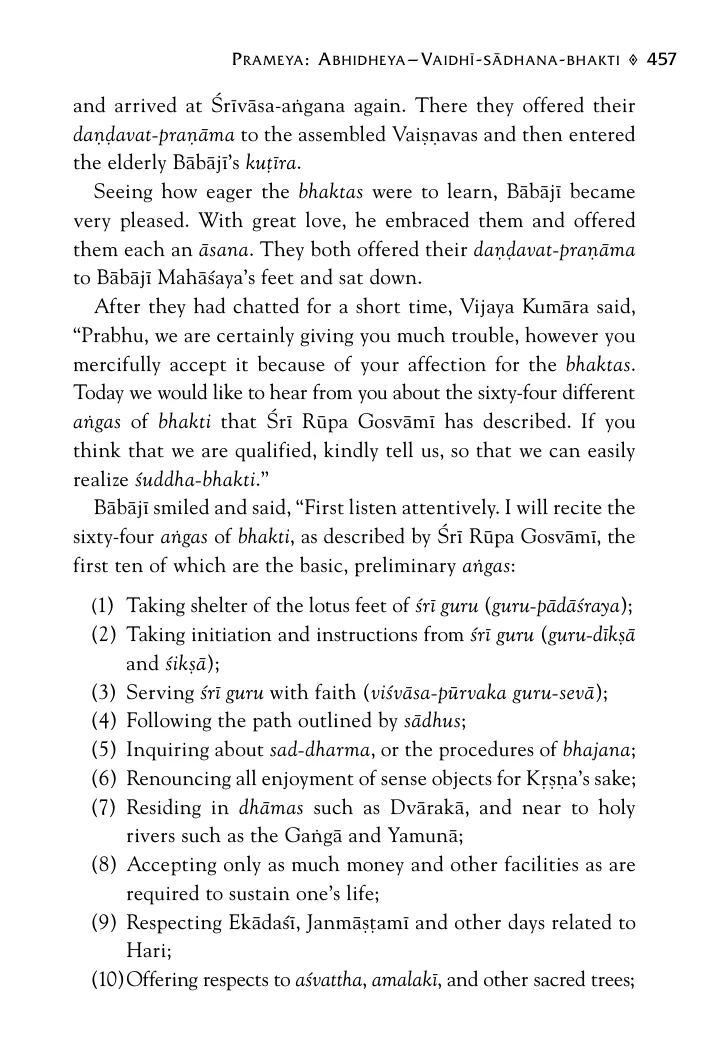 Prameya: Abhidheya–Vaidhī-sādhana-bhakti ◊ 457
and arrived at Śrīvāsa-aṅgana again. There they offered their
daṇḍavat-praṇāma to the assembled Vaiṣṇavas and then entered
the elderly Bābājī’s kuṭīra.
Seeing how eager the bhaktas were to learn, Bābājī became
very pleased. With great love, he embraced them and offered
them each an āsana. They both offered their daṇḍavat-praṇāma
to Bābājī Mahāśaya’s feet and sat down.
After they had chatted for a short time, Vijaya Kumāra said,
“Prabhu, we are certainly giving you much trouble, however you
mercifully accept it because of your affection for the bhaktas.
Today we would like to hear from you about the sixty-four different
aṅgas of bhakti that Śrī Rūpa Gosvāmī has described. If you
think that we are qualified, kindly tell us, so that we can easily
realize śuddha-bhakti.”
Bābājī smiled and said, “First listen attentively. I will recite the
sixty-four aṅgas of bhakti, as described by Śrī Rūpa Gosvāmī, the
first ten of which are the basic, preliminary aṅgas:
(1) Taking shelter of the lotus feet of śrī guru (guru-pādāśraya);
(2) Taking initiation and instructions from śrī guru (guru-dīkṣā
and śikṣā);
(3) Serving śrī guru with faith (viśvāsa-pūrvaka guru-sevā);
(4) Following the path outlined by sādhus;
(5) Inquiring about sad-dharma, or the procedures of bhajana;
(6) Renouncing all enjoyment of sense objects for Kṛṣṇa’s sake;
(7) Residing in dhāmas such as Dvārakā, and near to holy
rivers such as the Gaṅgā and Yamunā;
(8) Accepting only as much money and other facilities as are
required to sustain one’s life;
(9) Respecting Ekādaśī, Janmāṣṭamī and other days related to
Hari;
(10)Offering respects to aśvattha, amalakī, and other sacred trees;